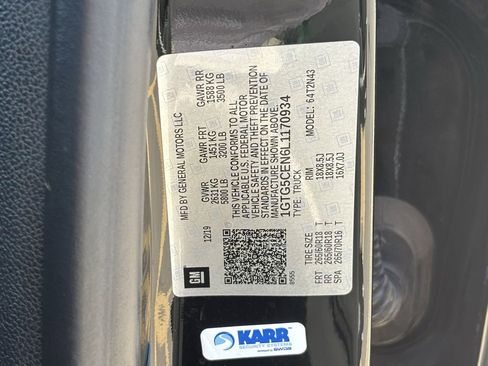 MFD BY GENERAL MOTORS LLC
12/19
GVWR
2631 KG
5800 LB
GAWR FRT
1451 KG
3200 LB
GAWR RR
1588 KG
3500 LB
THIS VEHICLE CONFORMS TO ALL
APPLICABLE U.S. FEDERAL MOTOR
VEHICLE SAFETY AND THEFT PREVENTION
STANDARDS IN EFFECT ON THE DATE OF
MANUFACTURE SHOWN ABOVE.
1GTG5CEN6L1170934
TYPE: TRUCK
MODEL: 64T2N43
TIRE SIZE RIM
FRT 265/60R18 T 18X8.5J
RR 265/60R18 T 18X8.5J
SPA 265/70R16 T 16X7.0J
GM
KARR
SECURITY SYSTEMS